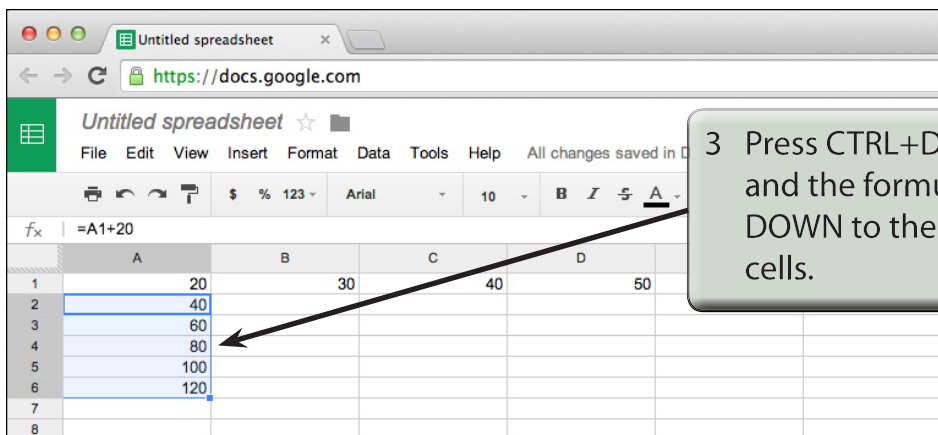 Untitled spreadsheet ×
https://docs.google.com
Untitled spreadsheet
File Edit View Insert Format Data Tools Help All changes saved in
$ % 123 Arial 10 B I S A
fx =A1+20
A B C D
1 20 30 40 50
2 40
3 60
4 80
5 100
6 120
7
8
3 Press CTRL+D
and the
DOWN to the
cells.